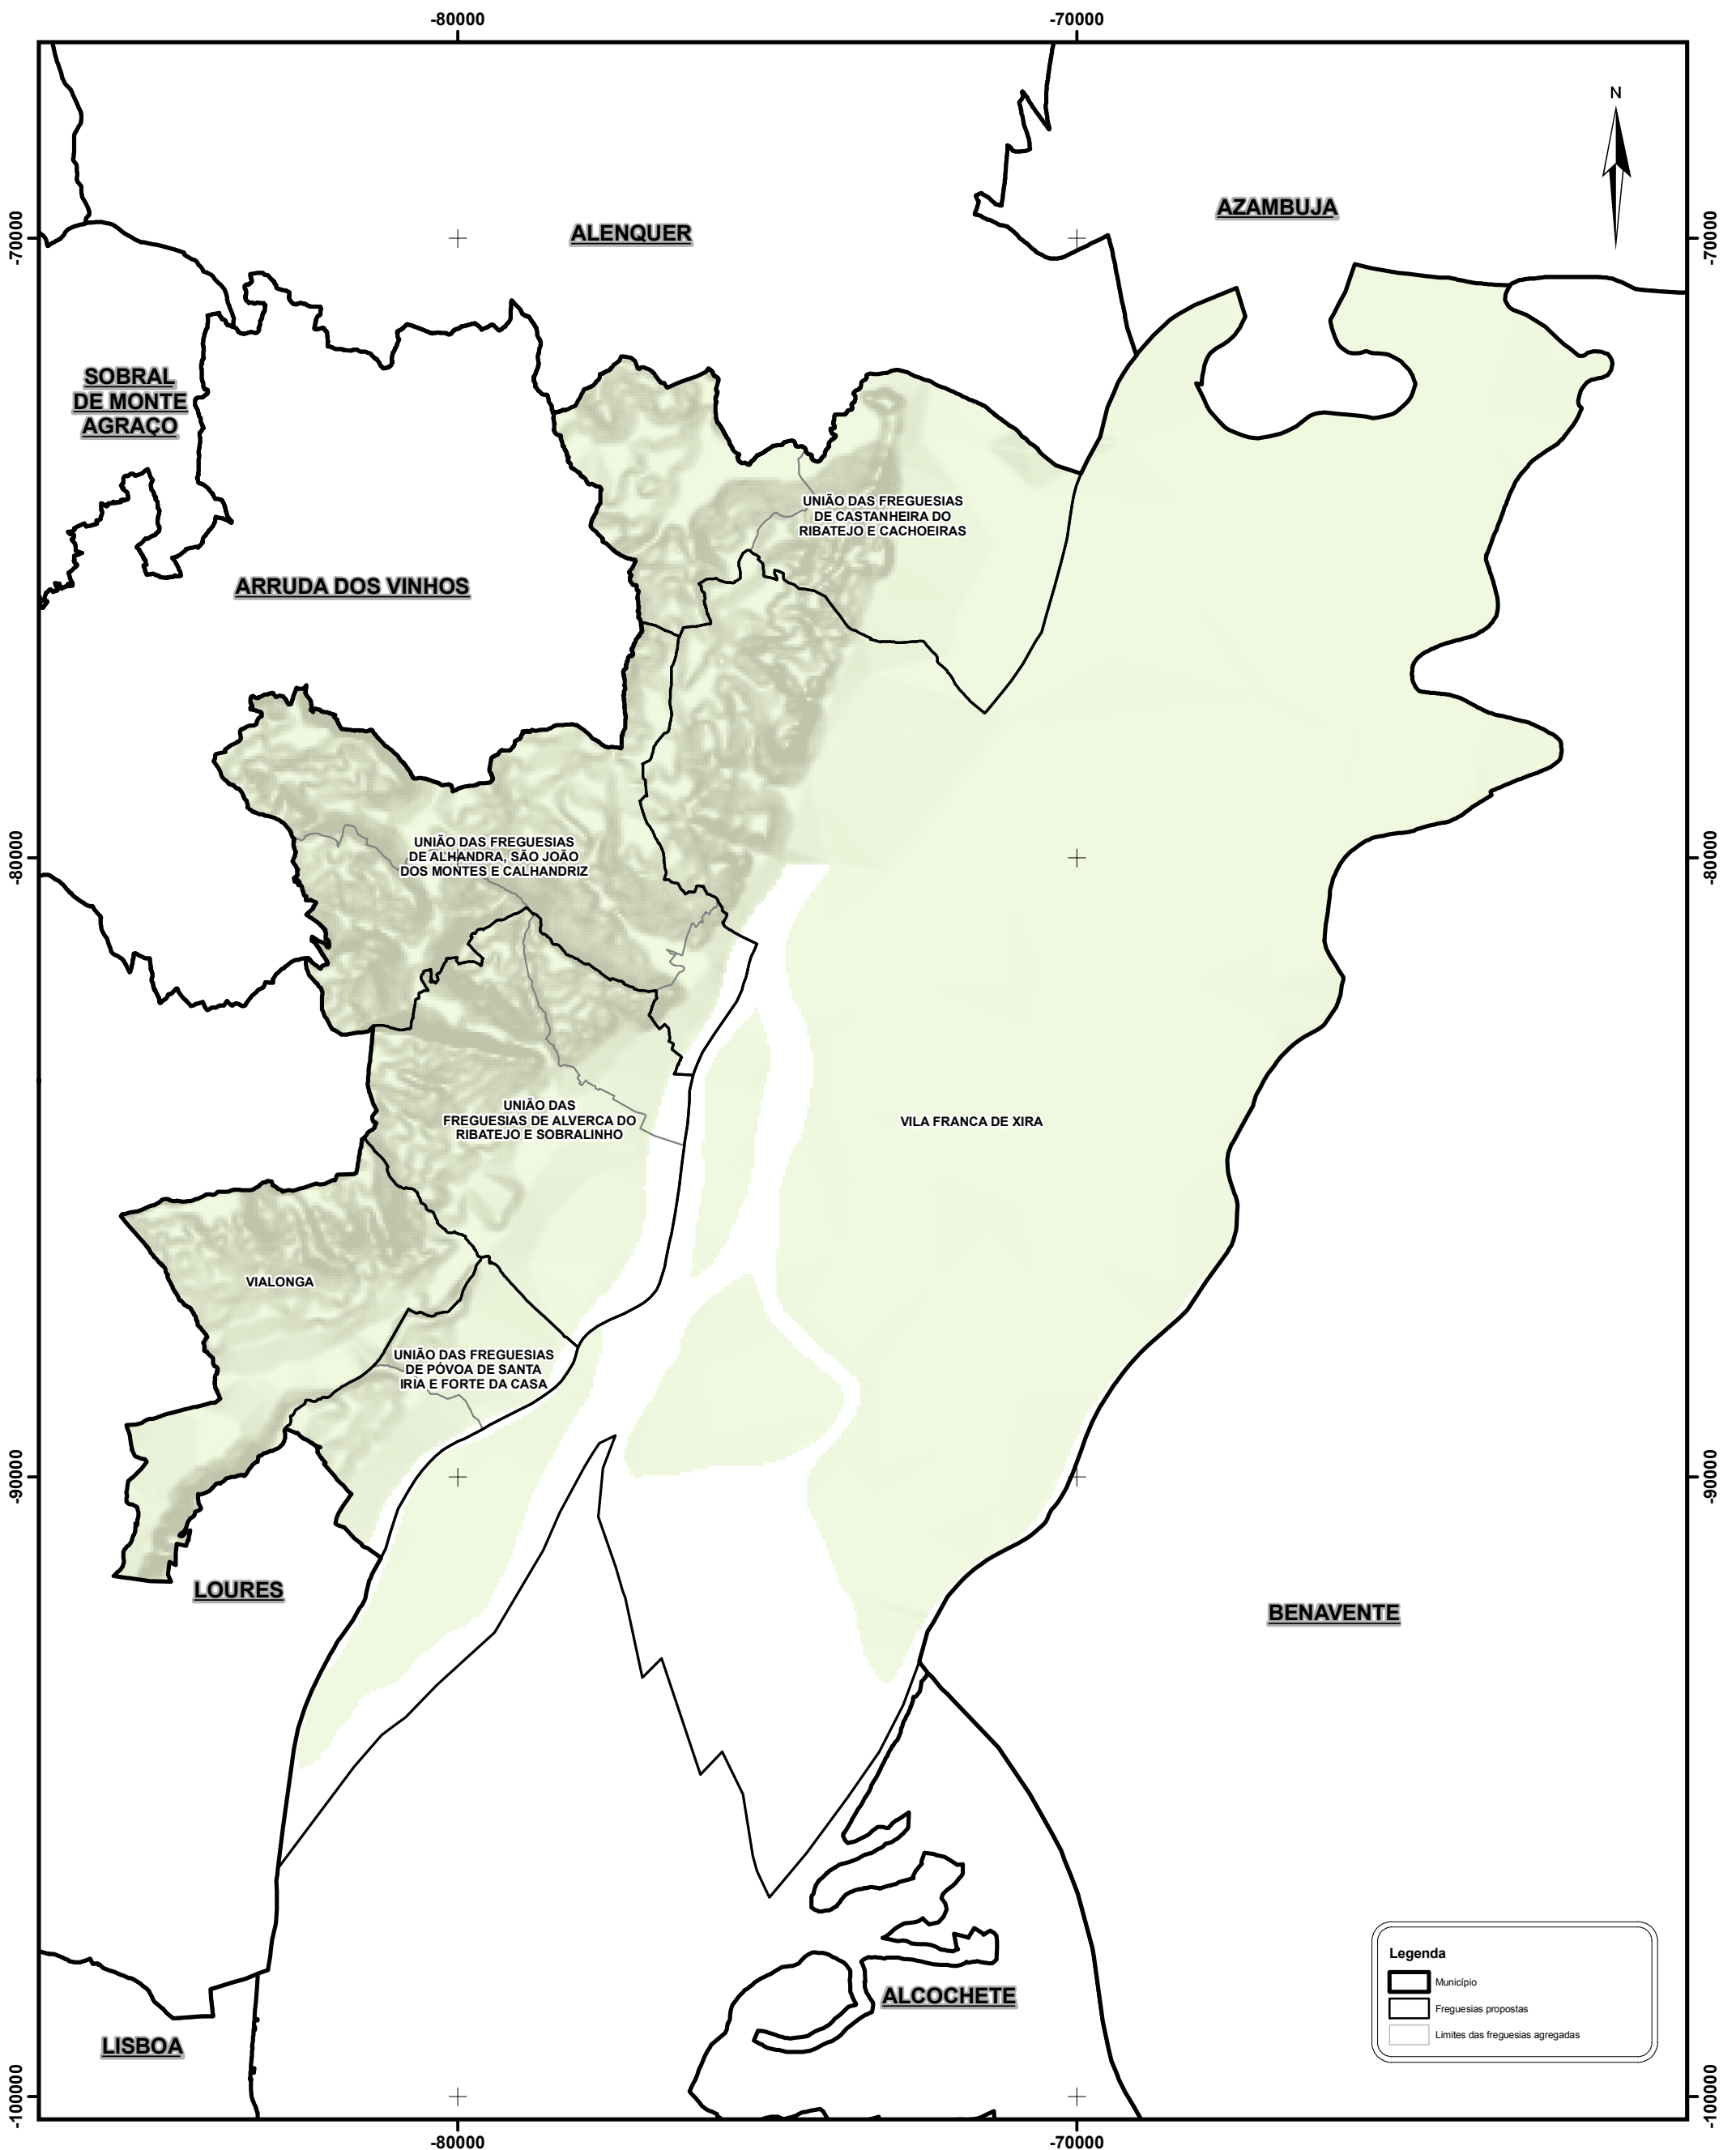 -80000
-70000
N
AZAMBUJA
ALENQUER
-70000
-70000
SOBRAL
DE MONTE
AGRAÇO
UNIÃO DAS FREGUESIAS
DE CASTANHEIRA DO
RIBATEJO E CACHOEIRAS
ARRUDA DOS VINHOS
UNIÃO DAS FREGUESIAS
DE ALHANDRA, SÃO JOÃO
DOS MONTES E CALHANDRIZ
-80000
-80000
UNIÃO DAS
FREGUESIAS DE ALVERCA DO
RIBATEJO E SOBRALINHO
VILA FRANCA DE XIRA
VIALONGA
UNIÃO DAS FREGUESIAS
DE PÓVOA DE SANTA
IRIA E FORTE DA CASA
-90000
-90000
LOURES
BENAVENTE
ALCOCHETE
LISBOA
Legenda
Município
Freguesias propostas
Limites das freguesias agregadas
-100000
-100000
-80000
-70000